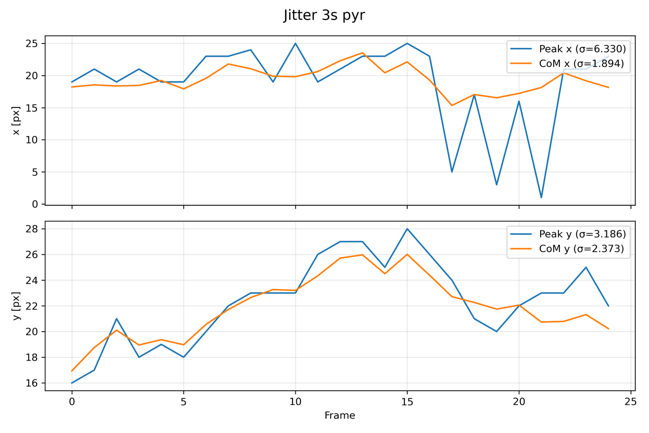 Jitter 3s pyr
25
20
15
10
5
0
x [px]
Peak x (σ=6.330)
CoM x (σ=1.894)
28
26
24
22
20
18
16
y [px]
Peak y (σ=3.186)
CoM y (σ=2.373)
0 5 10 15 20 25
Frame